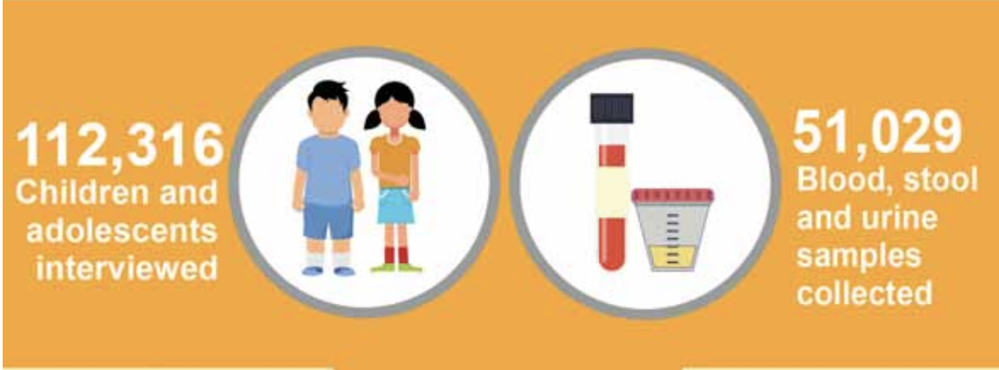 112,316
Children and
adolescents
interviewed
51,029
Blood, stool
and urine
samples
collected